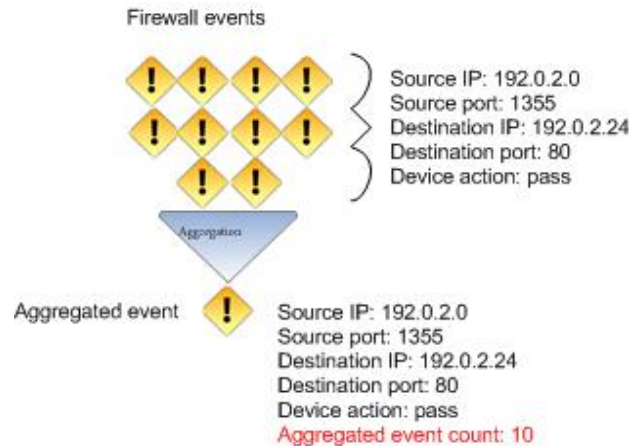 Firewall events
Source IP: 192.0.2.0
Source port: 1355
Destination IP: 192.0.2.24
Destination port: 80
Device action: pass
Aggregation
Aggregated event
Source IP: 192.0.2.0
Source port: 1355
Destination IP: 192.0.2.24
Destination port: 80
Device action: pass
Aggregated event count: 10